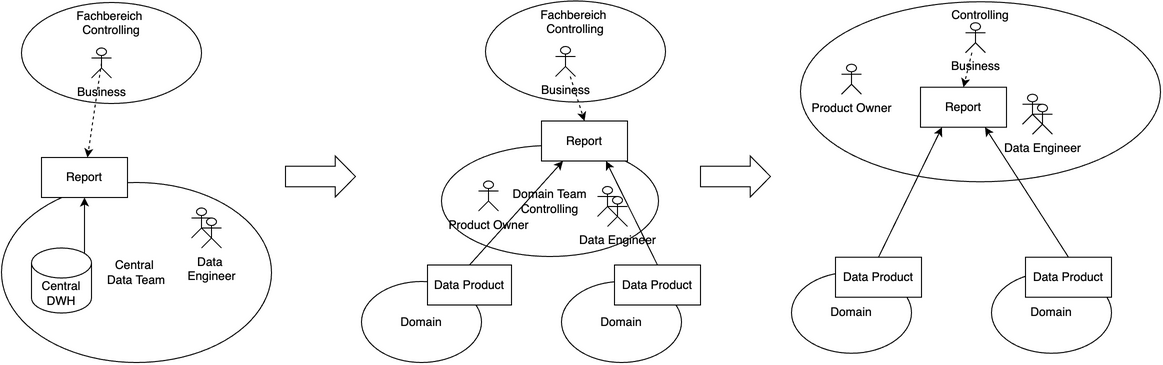 Fachbereich
Controlling
Business
Report
Central
DWH
Central
Data Team
Data
Engineer
Fachbereich
Controlling
Business
Report
Domain Team
Controlling
Product Owner
Data Engineer
Data Product
Data Product
Domain
Domain
Controlling
Business
Product Owner
Report
Data Engineer
Data Product
Data Product
Domain
Domain